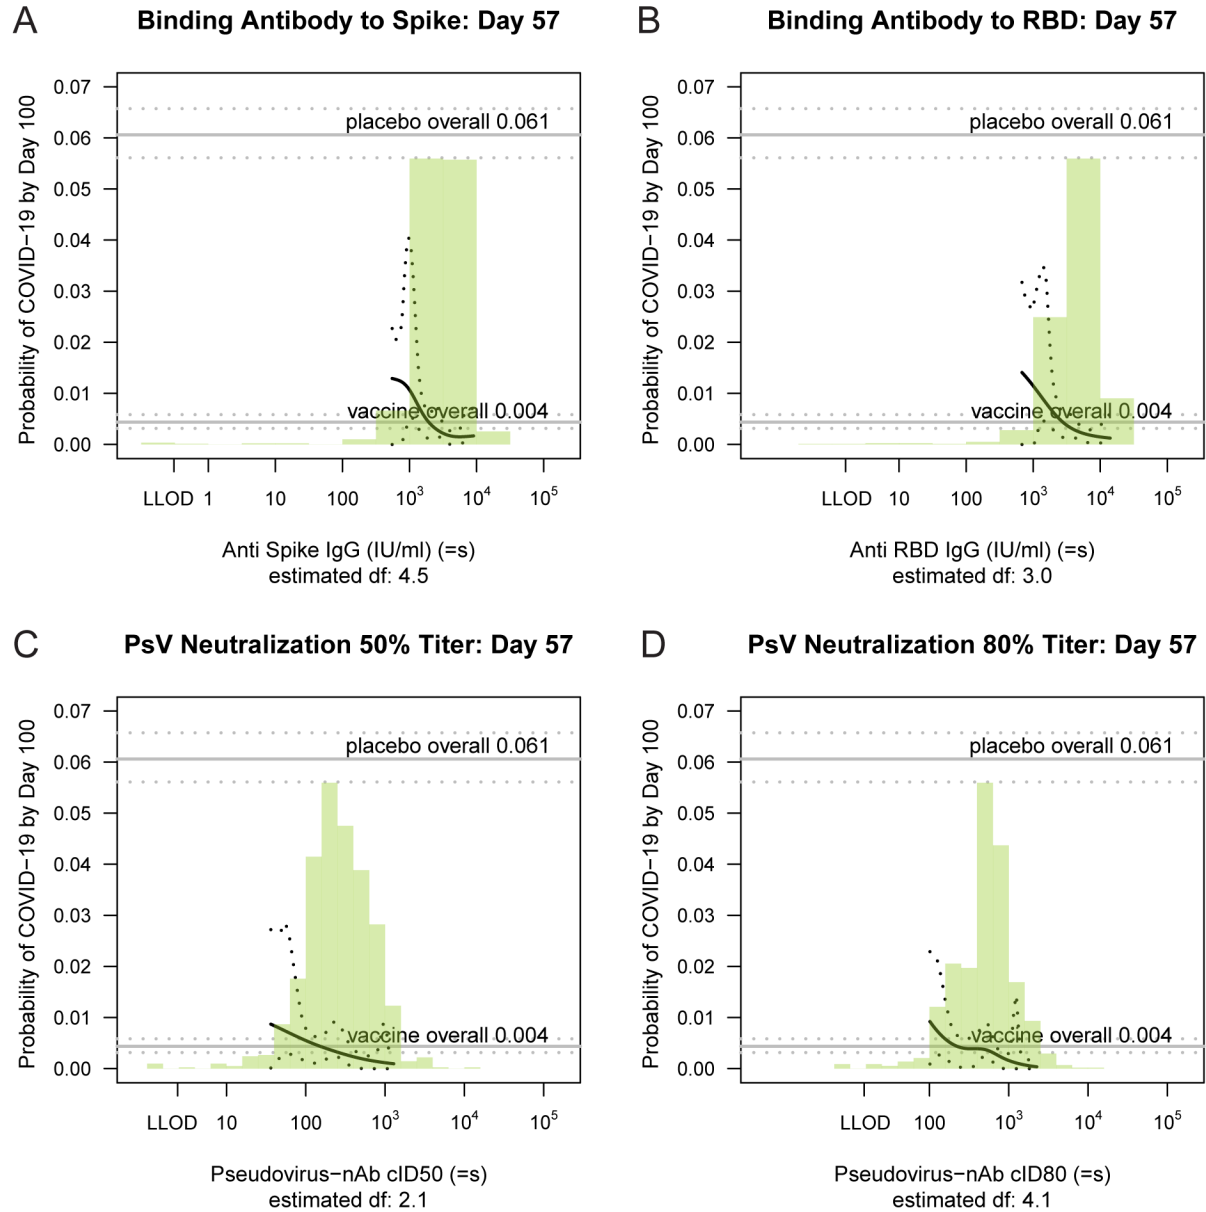 A
Binding Antibody to Spike: Day 57
Probability of COVID−19 by Day 100
0.07
0.06
0.05
0.04
0.03
0.02
0.01
0.00
placebo overall 0.061
vaccine overall 0.004
LLOD 1 10 100 10³ 10⁴ 10⁵
Anti Spike IgG (IU/ml) (=s)
estimated df: 4.5
B
Binding Antibody to RBD: Day 57
Probability of COVID−19 by Day 100
0.07
0.06
0.05
0.04
0.03
0.02
0.01
0.00
placebo overall 0.061
vaccine overall 0.004
LLOD 10 100 10³ 10⁴ 10⁵
Anti RBD IgG (IU/ml) (=s)
estimated df: 3.0
C
PsV Neutralization 50% Titer: Day 57
Probability of COVID−19 by Day 100
0.07
0.06
0.05
0.04
0.03
0.02
0.01
0.00
placebo overall 0.061
vaccine overall 0.004
LLOD 10 100 10³ 10⁴ 10⁵
Pseudovirus−nAb cID50 (=s)
estimated df: 2.1
D
PsV Neutralization 80% Titer: Day 57
Probability of COVID−19 by Day 100
0.07
0.06
0.05
0.04
0.03
0.02
0.01
0.00
placebo overall 0.061
vaccine overall 0.004
LLOD 100 10³ 10⁴ 10⁵
Pseudovirus−nAb cID80 (=s)
estimated df: 4.1